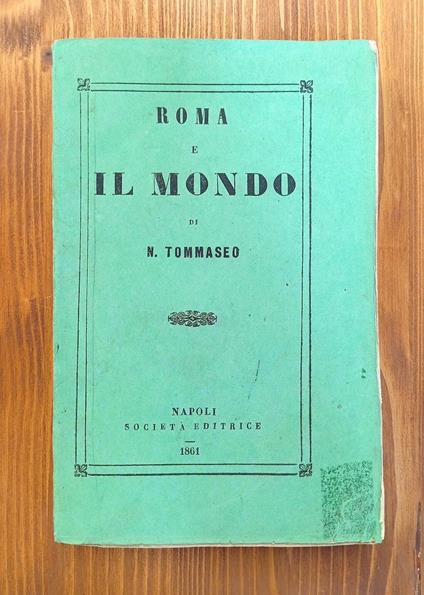 ROMA
E
IL MONDO
DI
N. TOMMASEO
NAPOLI
SOCIETÀ EDITRICE
1861